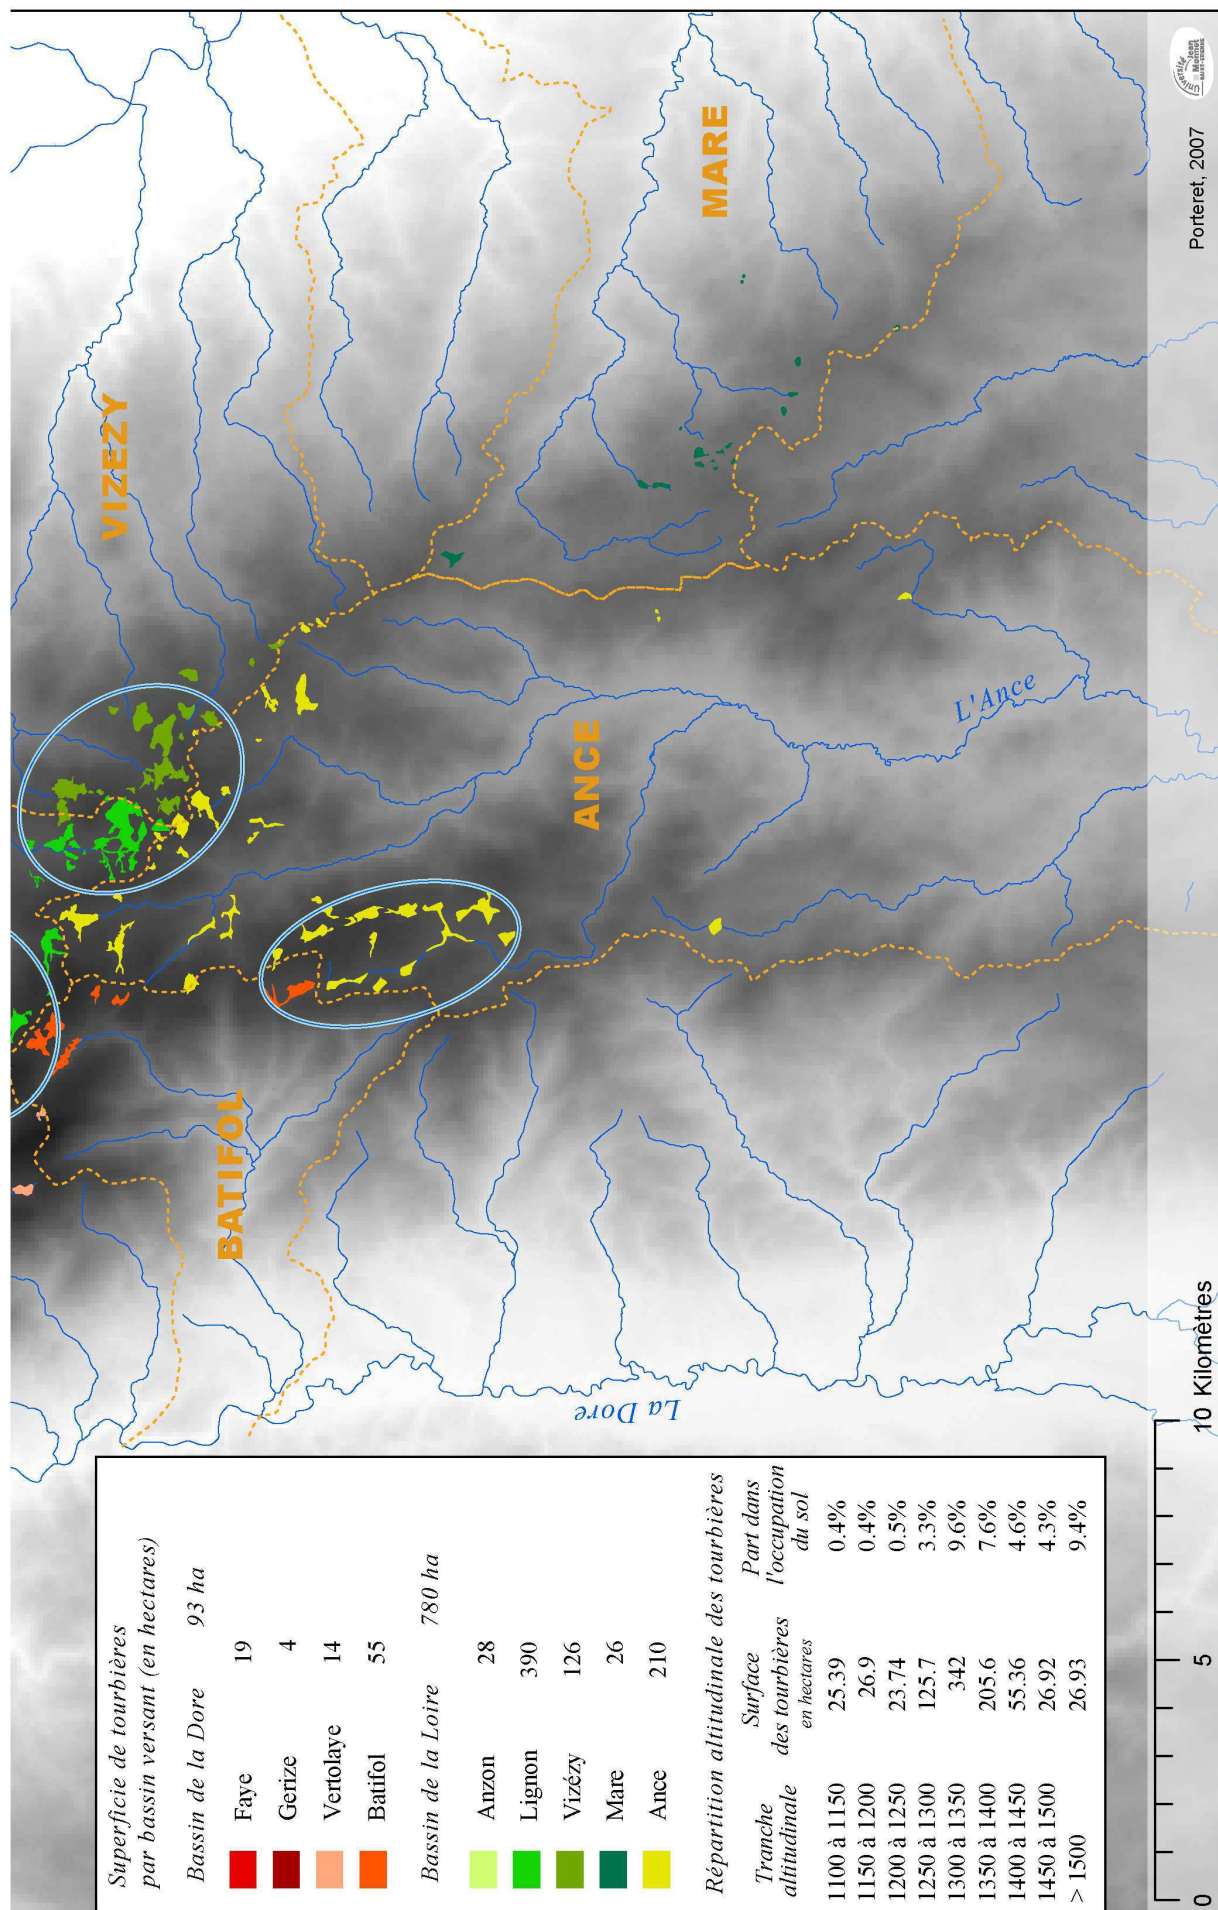 VIZEZY
MARE
ANCE
BATIFOL
L'Ance
La Dore
Superficie de tourbières
par bassin versant (en hectares)
Bassin de la Dore 93 ha
Faye 19
Gerize 4
Vertolaye 14
Batifol 55
Bassin de la Loire 780 ha
Anzon 28
Lignon 390
Vizézy 126
Mare 26
Ance 210
Répartition altitudinale des tourbières
Tranche altitudinale
Surface des tourbières en hectares
Part dans l'occupation du sol
1100 à 1150 25.39 0.4%
1150 à 1200 26.9 0.4%
1200 à 1250 23.74 0.5%
1250 à 1300 125.7 3.3%
1300 à 1350 342 9.6%
1350 à 1400 205.6 7.6%
1400 à 1450 55.36 4.6%
1450 à 1500 26.92 4.3%
> 1500 26.93 9.4%
0 5 10 Kilomètres
Porteret, 2007
Université
Jean
Monnet
SAINT-ETIENNE